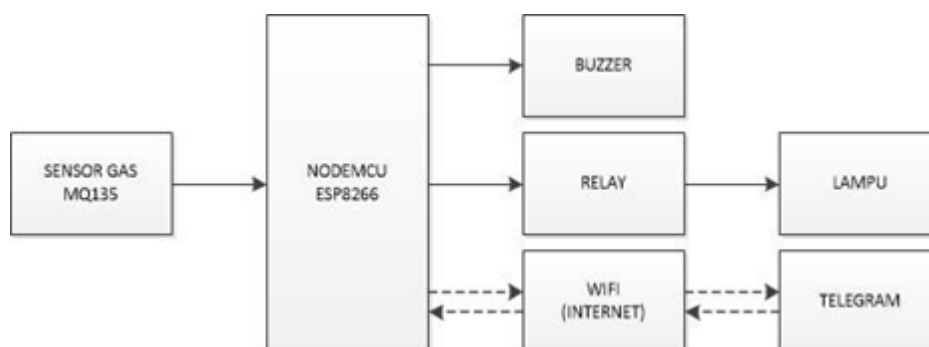 BUZZER
SENSOR GAS
MQ135
NODEMCU
ESP8266
RELAY
LAMPU
WIFI
(INTERNET)
TELEGRAM